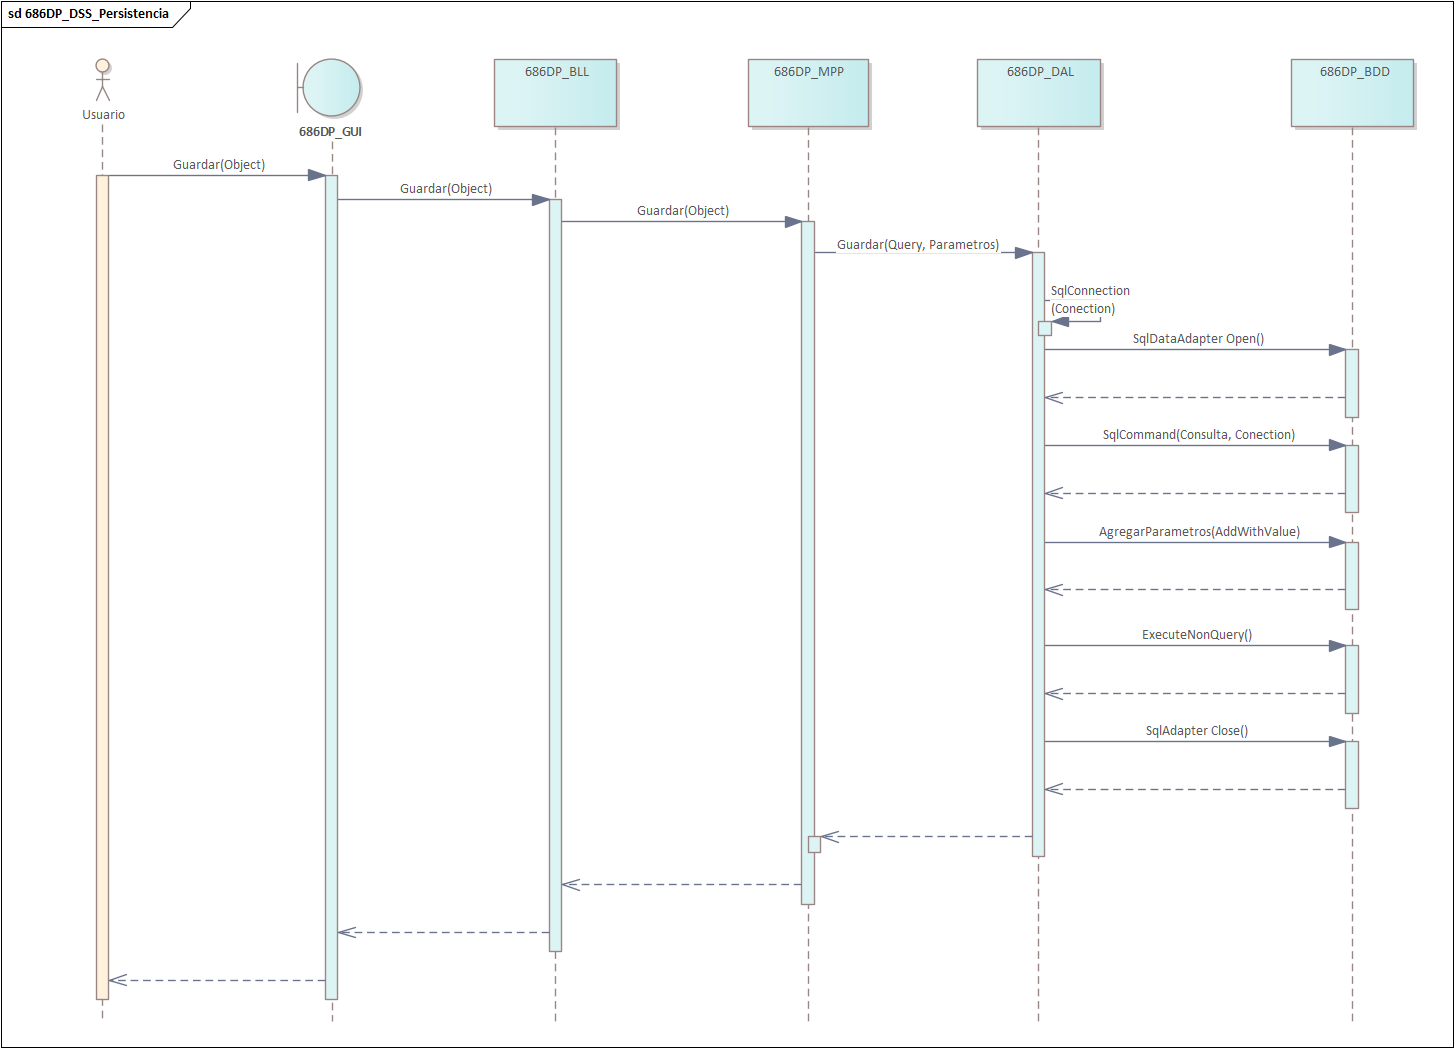 sd 686DP_DSS_Persistencia
Usuario
686DP_GUI
686DP_BLL
686DP_MPP
686DP_DAL
686DP_BDD
Guardar(Object)
Guardar(Object)
Guardar(Object)
Guardar(Query, Parametros)
SqlConnection
(Conection)
SqlDataAdapter Open()
SqlCommand(Consulta, Conection)
AgregarParametros(AddWithValue)
ExecuteNonQuery()
SqlAdapter Close()